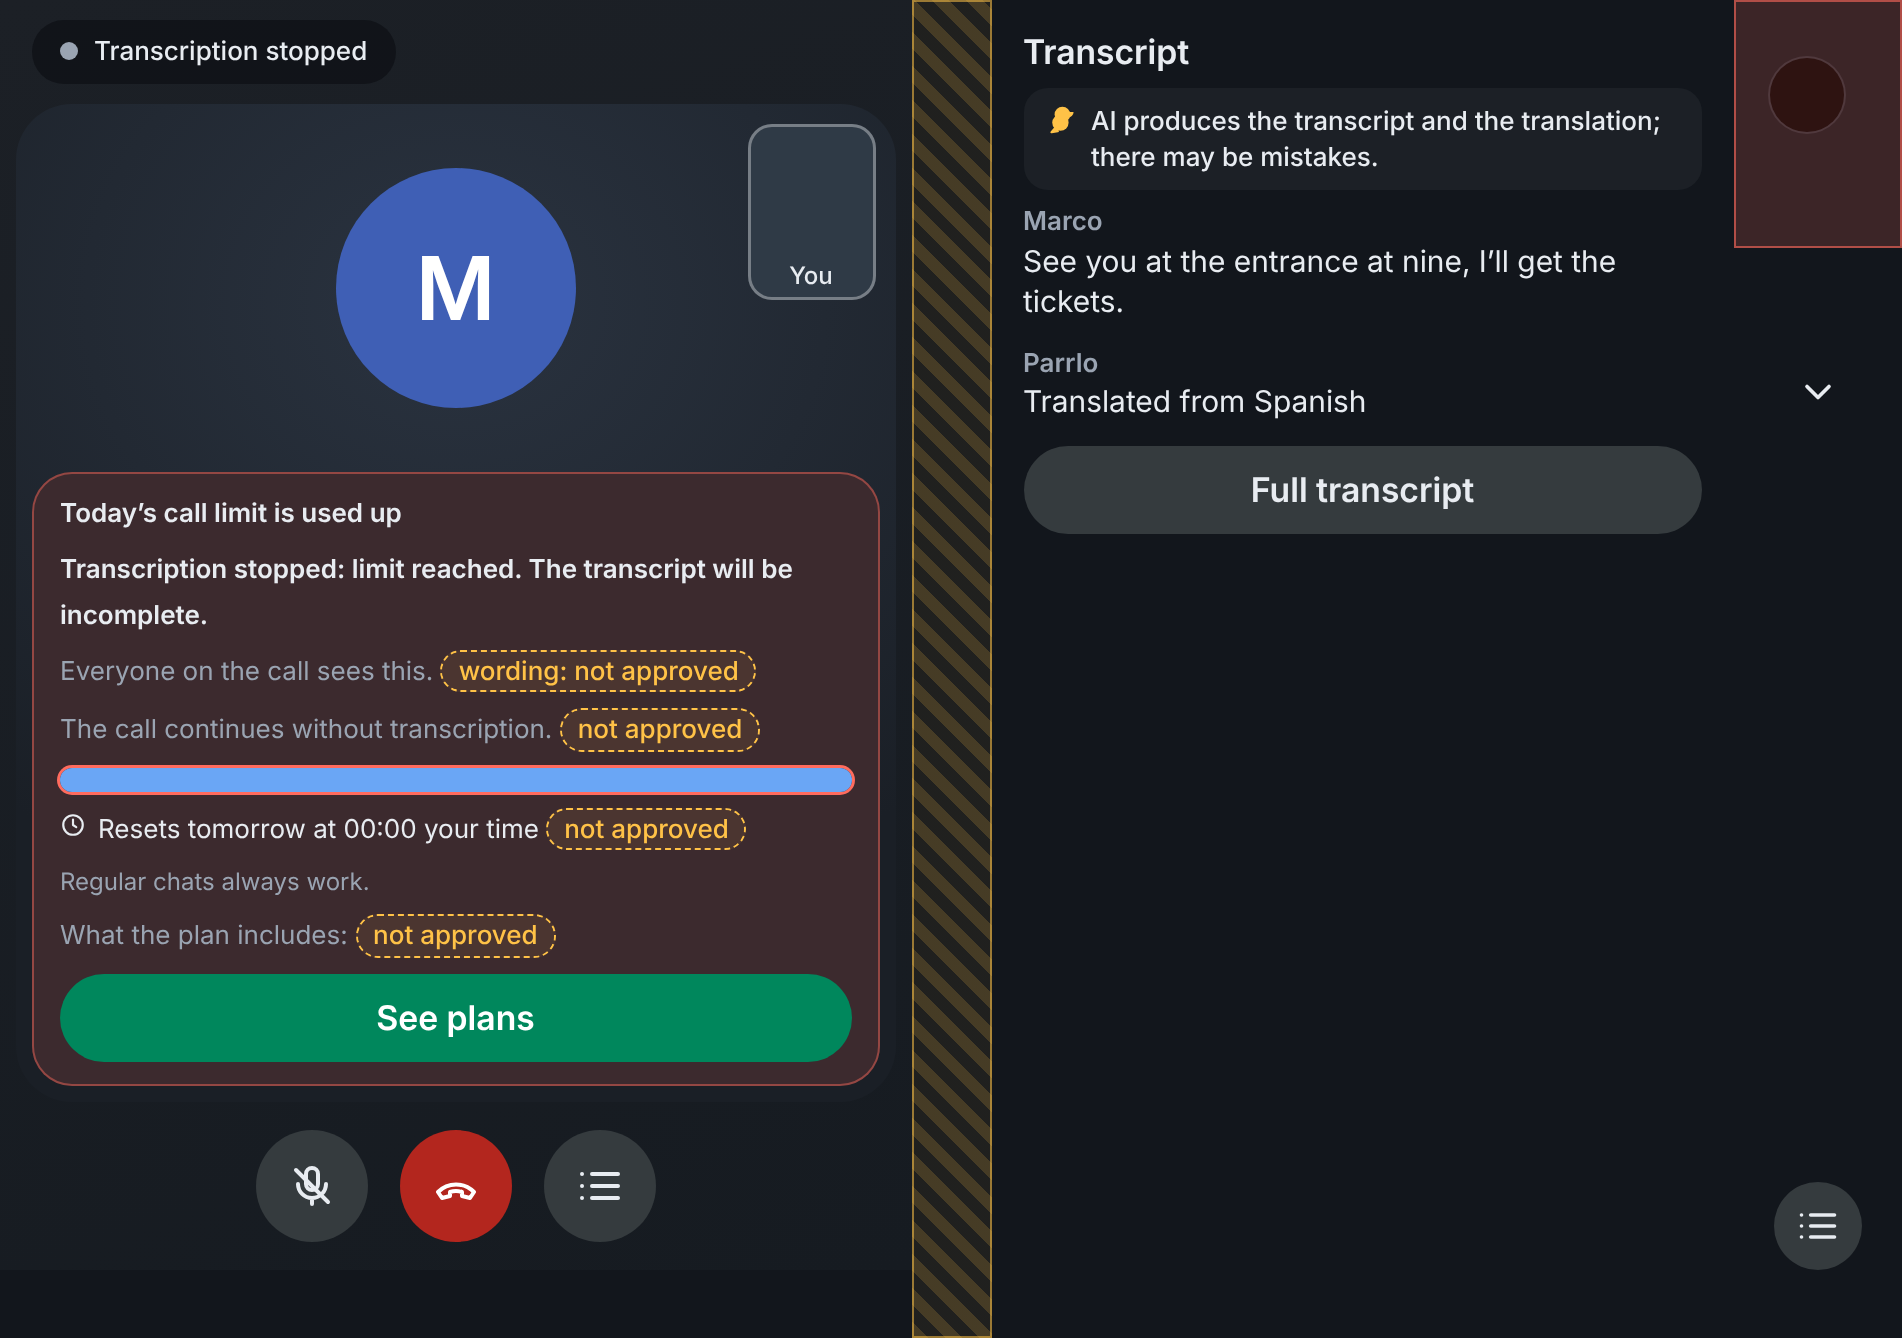 Transcription stopped
M
You
Today’s call limit is used up
Transcription stopped: limit reached. The transcript will be
incomplete.
Everyone on the call sees this. wording: not approved
The call continues without transcription. not approved
Resets tomorrow at 00:00 your time not approved
Regular chats always work.
What the plan includes: not approved
See plans
Transcript
AI produces the transcript and the translation;
there may be mistakes.
Marco
See you at the entrance at nine, I’ll get the
tickets.
Parrlo
Translated from Spanish
Full transcript